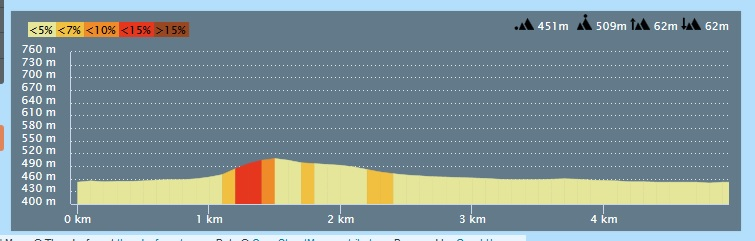 <5% <7% <10% <15% >15%
451m 509m 62m 62m
760 m
730 m
700 m
670 m
640 m
610 m
580 m
550 m
520 m
490 m
460 m
430 m
400 m
0 km 1 km 2 km 3 km 4 km